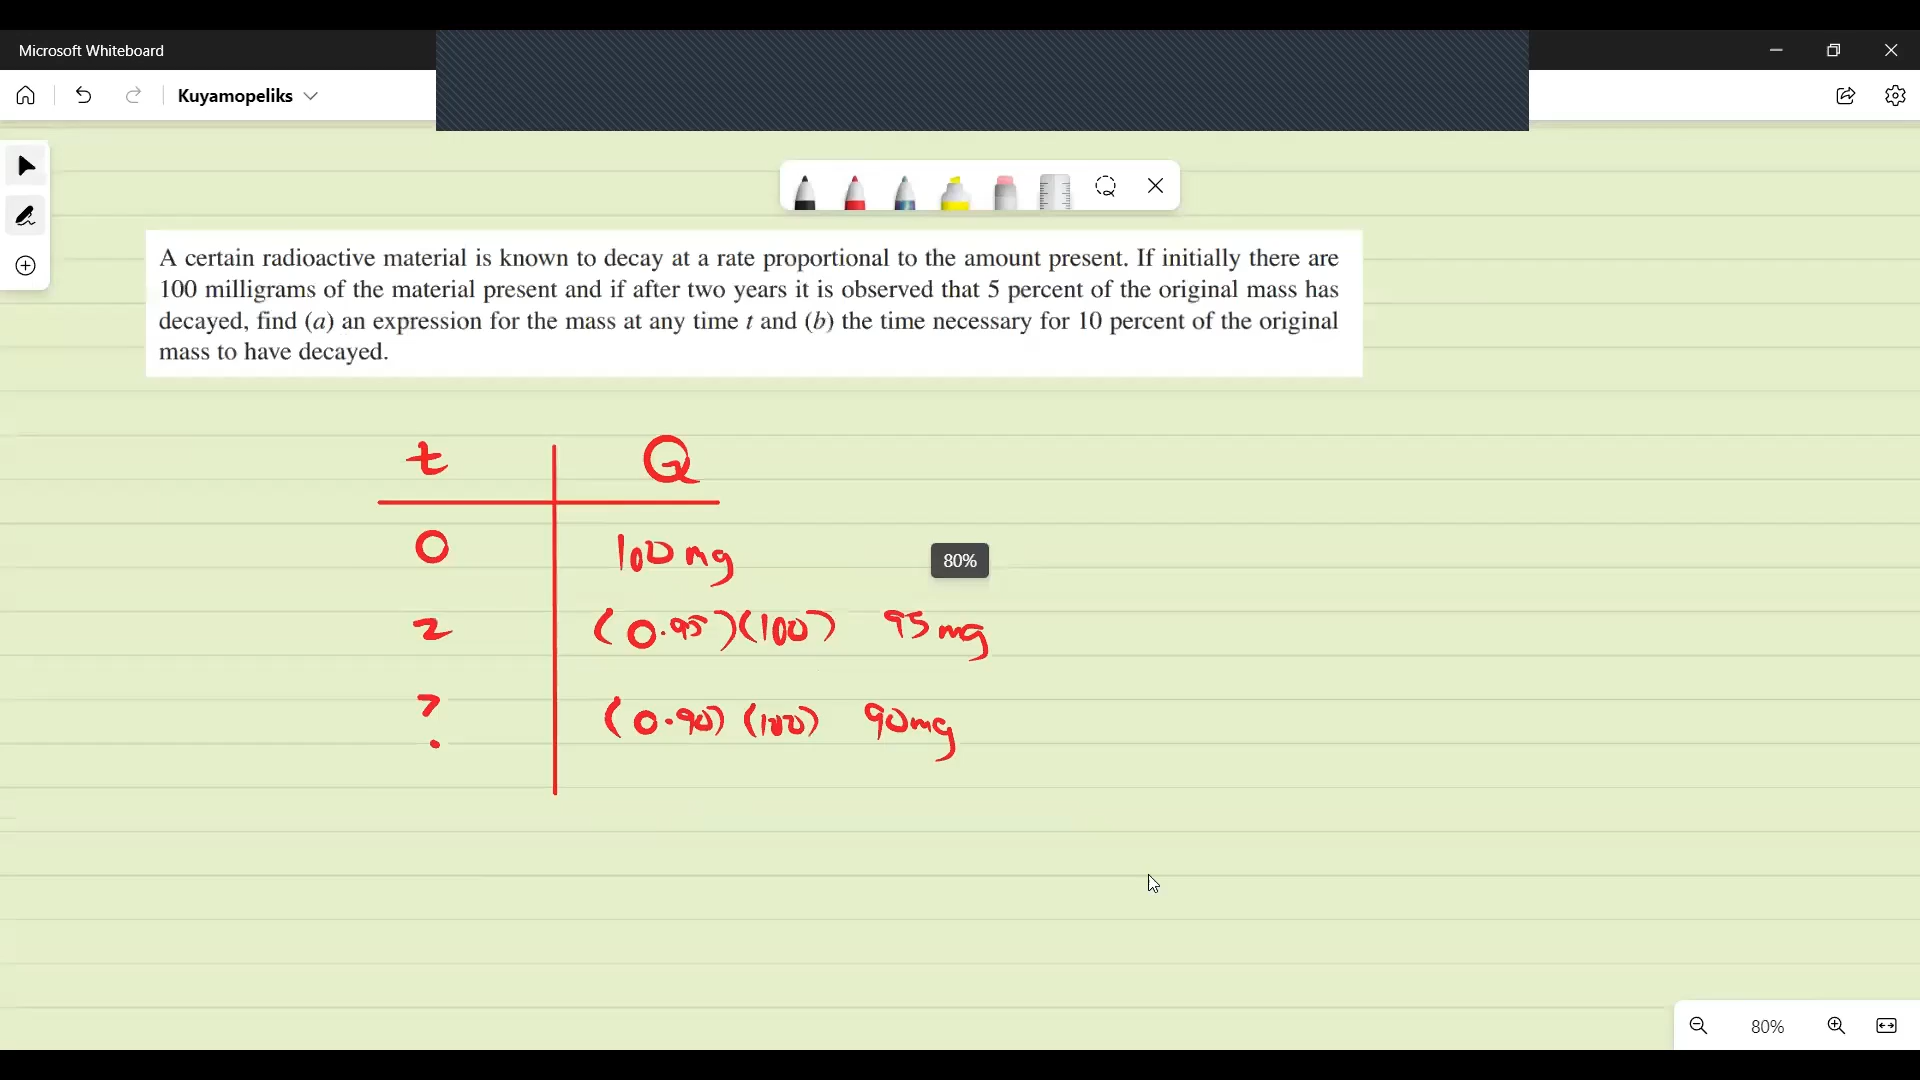 Microsoft Whiteboard
Kuyamopeliks
A certain radioactive material is known to decay at a rate proportional to the amount present. If initially there are
100 milligrams of the material present and if after two years it is observed that 5 percent of the original mass has
decayed, find (a) an expression for the mass at any time t and (b) the time necessary for 10 percent of the original
mass to have decayed.
t Q
0 100 mg
80%
2 (0.95)(100) 95 mg
? (0.90) (100) 90 mg
80%